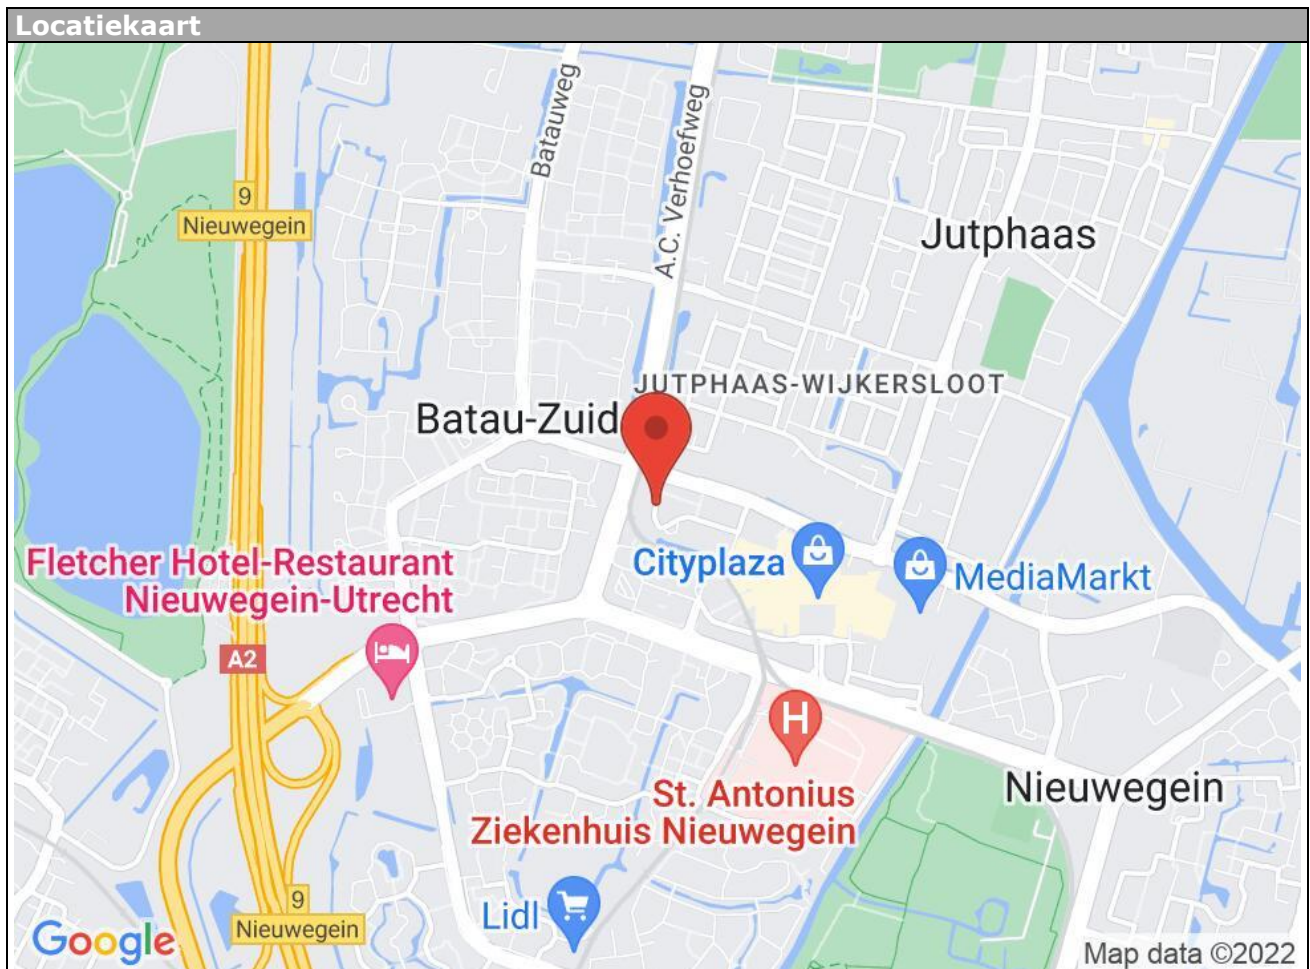 Locatiekaart
Batauweg
A.C. Verhoefweg
9
Nieuwegein
Jutphaas
JUTPHAAS-WIJKERSLOOT
Batau-Zuid
Cityplaza
MediaMarkt
Fletcher Hotel-Restaurant
Nieuwegein-Utrecht
A2
H
St. Antonius
Ziekenhuis Nieuwegein
Nieuwegein
Lidl
9
Nieuwegein
Google
Map data ©2022